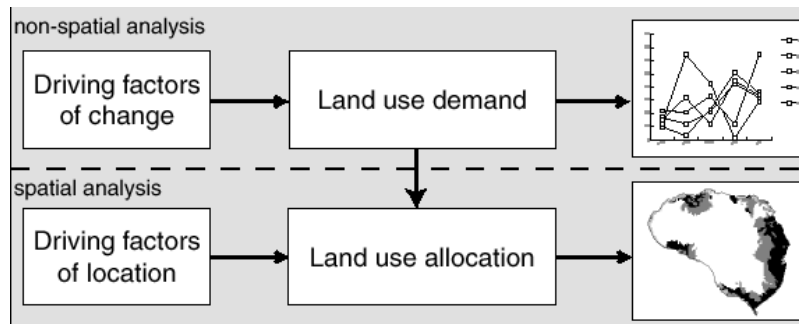 non-spatial analysis
Driving factors
of change
Land use demand
spatial analysis
Driving factors
of location
Land use allocation